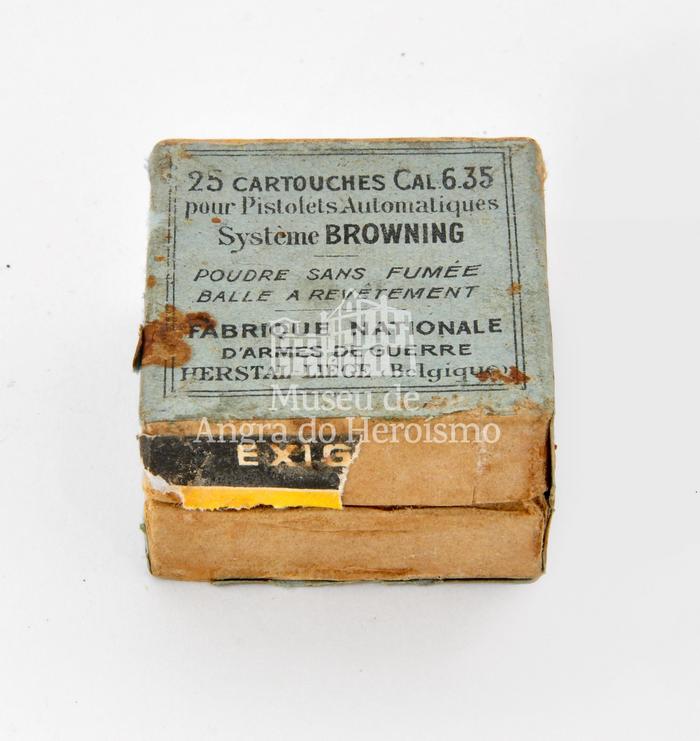 25 CARTOUCHES CAL.6.35
pour Pistolets Automatiques
Système BROWNING
POUDRE SANS FUMÉE
BALLE A REVÊTEMENT
FABRIQUE NATIONALE
D'ARMES DE GUERRE
HERSTAL-LIÈGE Belgique
Museu de
Angra do Heroísmo
EXIG